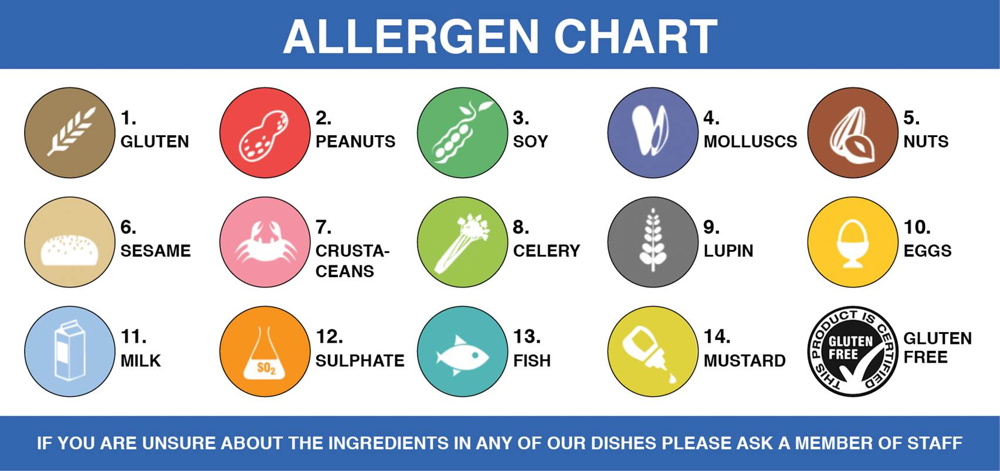 ALLERGEN CHART
1.
GLUTEN
2.
PEANUTS
3.
SOY
4.
MOLLUSCS
5.
NUTS
6.
SESAME
7.
CRUSTA-
CEANS
8.
CELERY
9.
LUPIN
10.
EGGS
11.
MILK
12.
SULPHATE
SO₂
13.
FISH
14.
MUSTARD
THIS PRODUCT IS CERTIFIED
GLUTEN
FREE
GLUTEN
FREE
IF YOU ARE UNSURE ABOUT THE INGREDIENTS IN ANY OF OUR DISHES PLEASE ASK A MEMBER OF STAFF